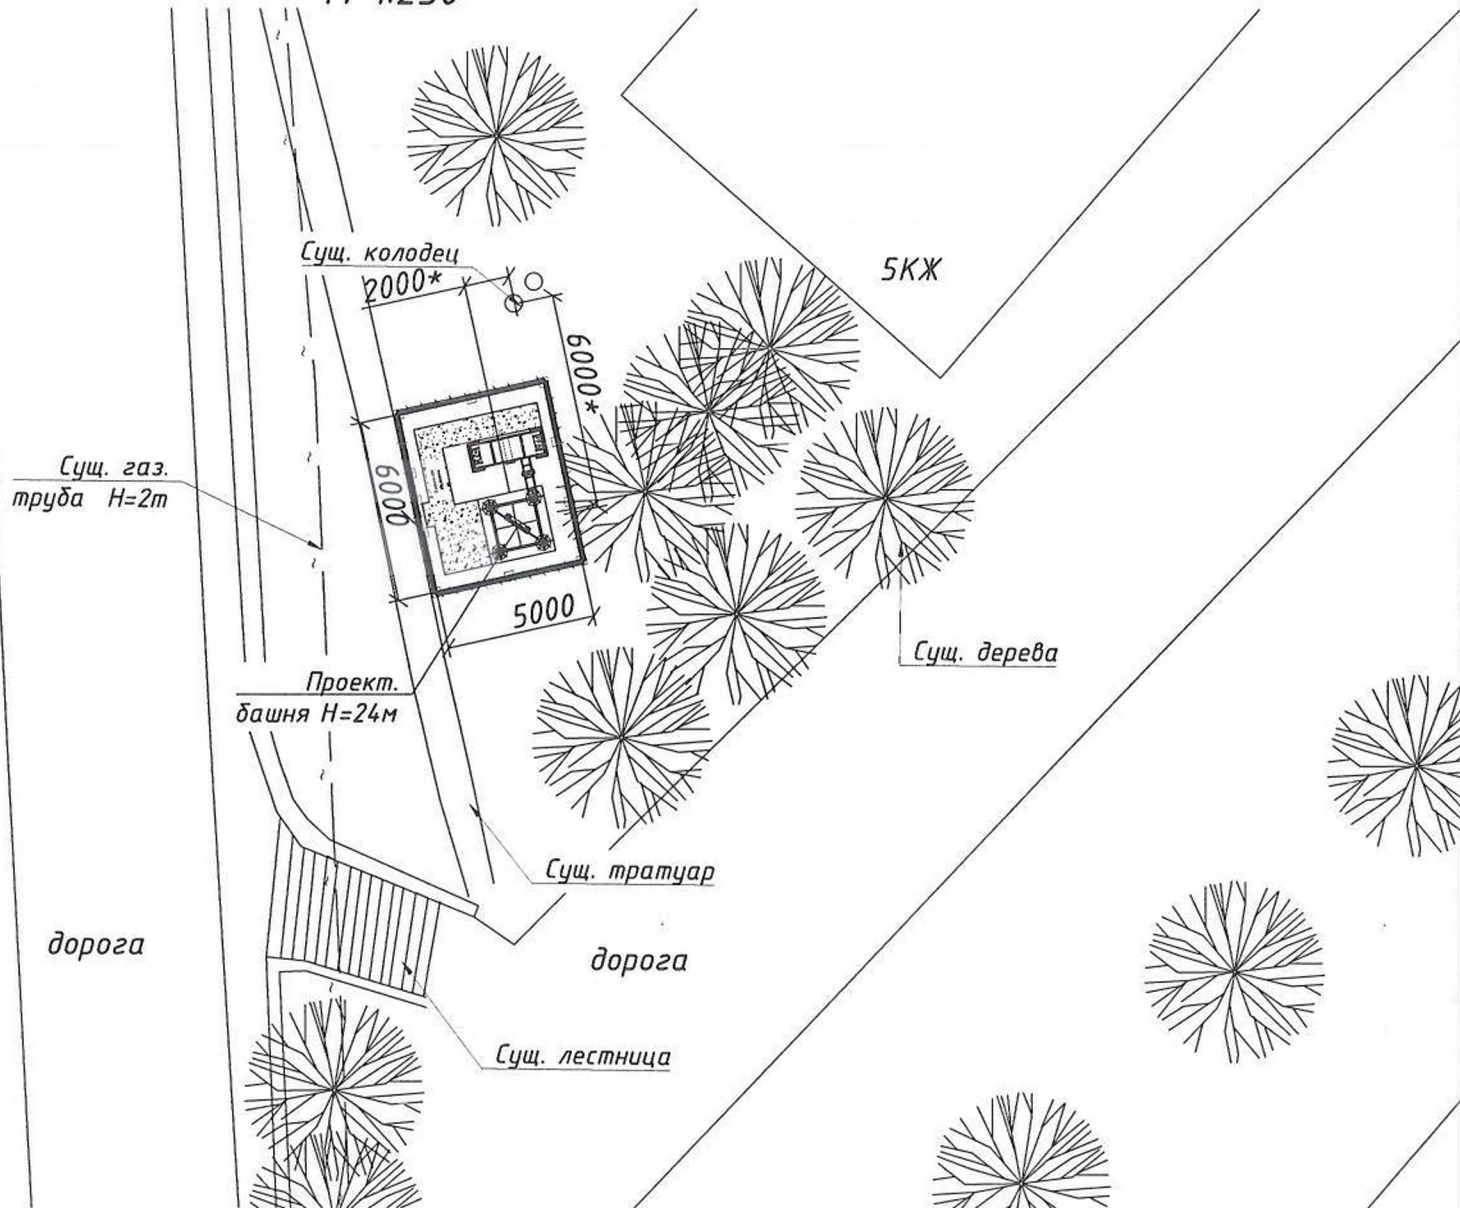 Сущ. колодец
5КЖ
2000*
6000*
Сущ. газ.
труба Н=2т
6000
5000
Сущ. дерева
Проект.
башня Н=24м
Сущ. тратуар
дорога
дорога
Сущ. лестница